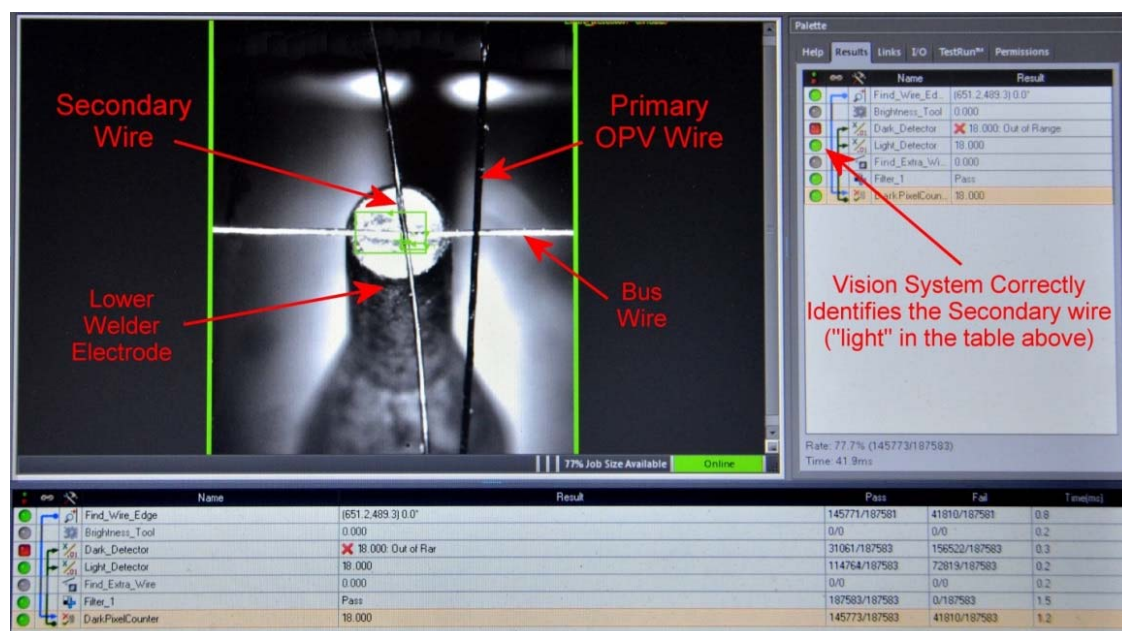 Palette
Help Results Links I/O TestRun™ Permissions
Name Result
Find_Wire_Ed.. (651.2,489.3) 0.0°
Brightness_Tool 0.000
Dark_Detector 18.000: Out of Range
Light_Detector 18.000
Find_Extra_Wi.. 0.000
Filter_1 Pass
DarkPixelCoun.. 18.000
Secondary
Wire
Primary
OPV Wire
Lower
Welder
Electrode
Bus
Wire
Vision System Correctly
Identifies the Secondary wire
("light" in the table above)
Rate: 77.7% (145773/187583)
Time: 41.9ms
77% Job Size Available Online
Name Result Pass Fail Time(ms)
Find_Wire_Edge (651.2,489.3) 0.0° 145771/187581 41810/187581 0.8
Brightness_Tool 0.000 0/0 0/0 0.2
Dark_Detector 18.000: Out of Rar 31061/187583 156522/187583 0.3
Light_Detector 18.000 114764/187583 72819/187583 0.2
Find_Extra_Wire 0.000 0/0 0/0 0.2
Filter_1 Pass 187583/187583 0/187583 1.5
DarkPixelCounter 18.000 145773/187583 41810/187583 1.2